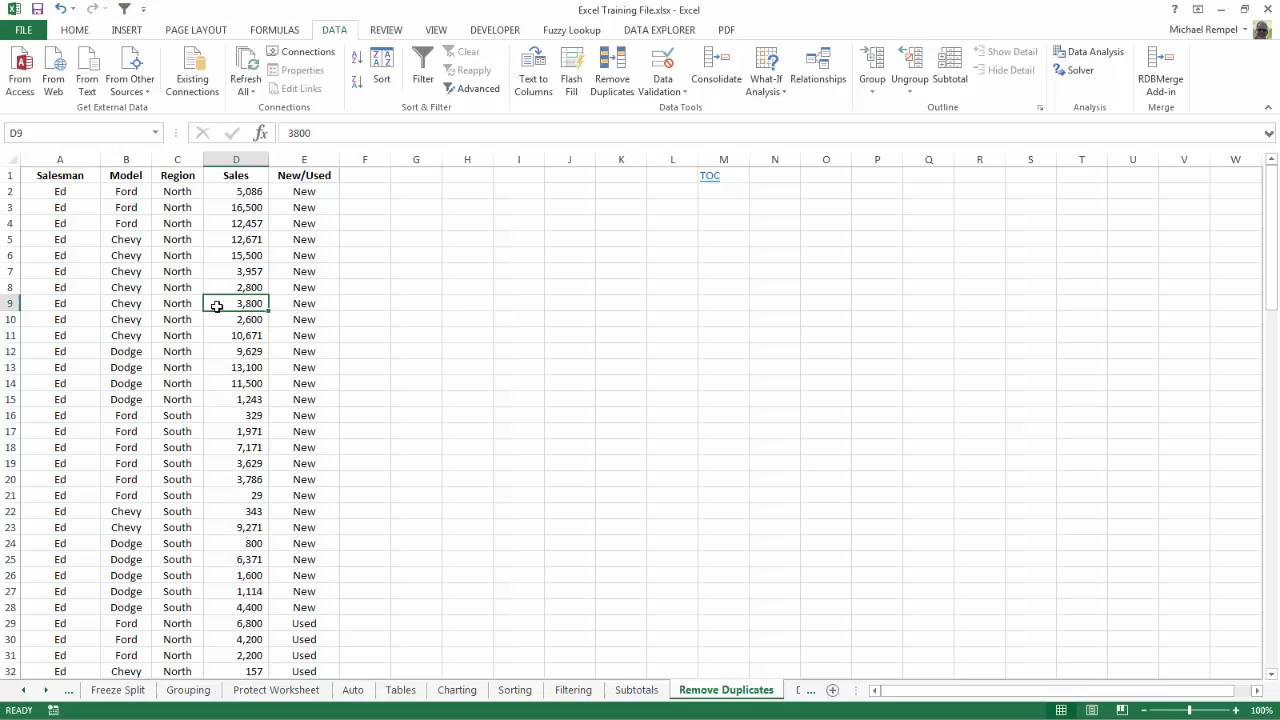 Excel Training File.xlsx - Excel
FILE HOME INSERT PAGE LAYOUT FORMULAS DATA REVIEW VIEW DEVELOPER Fuzzy Lookup DATA EXPLORER PDF Michael Rempel
From Access
From Web
From Text
From Other Sources
Existing Connections
Get External Data
Refresh All
Connections
Properties
Edit Links
Connections
Sort
Filter
Clear
Reapply
Advanced
Sort & Filter
Text to Columns
Flash Fill
Remove Duplicates
Data Validation
Consolidate
What-If Analysis
Relationships
Data Tools
Group
Ungroup
Subtotal
Show Detail
Hide Detail
Outline
Data Analysis
Solver
Analysis
RDBMerge Add-in
Merge
D9 fx 3800
A B C D E F G H I J K L M N O P Q R S T U V W
1 Salesman Model Region Sales New/Used TOC
2 Ed Ford North 5,086 New
3 Ed Ford North 16,500 New
4 Ed Ford North 12,457 New
5 Ed Chevy North 12,671 New
6 Ed Chevy North 15,500 New
7 Ed Chevy North 3,957 New
8 Ed Chevy North 2,800 New
9 Ed Chevy North 3,800 New
10 Ed Chevy North 2,600 New
11 Ed Chevy North 10,671 New
12 Ed Dodge North 9,629 New
13 Ed Dodge North 13,100 New
14 Ed Dodge North 11,500 New
15 Ed Dodge North 1,243 New
16 Ed Ford South 329 New
17 Ed Ford South 1,971 New
18 Ed Ford South 7,171 New
19 Ed Ford South 3,629 New
20 Ed Ford South 3,786 New
21 Ed Ford South 29 New
22 Ed Chevy South 343 New
23 Ed Chevy South 9,271 New
24 Ed Dodge South 800 New
25 Ed Dodge South 6,371 New
26 Ed Dodge South 1,600 New
27 Ed Dodge South 1,114 New
28 Ed Dodge South 4,400 New
29 Ed Ford North 6,800 Used
30 Ed Ford North 4,200 Used
31 Ed Ford North 2,200 Used
32 Ed Chevy North 157 Used
... Freeze Split Grouping Protect Worksheet Auto Tables Charting Sorting Filtering Subtotals Remove Duplicates ...
READY 100%